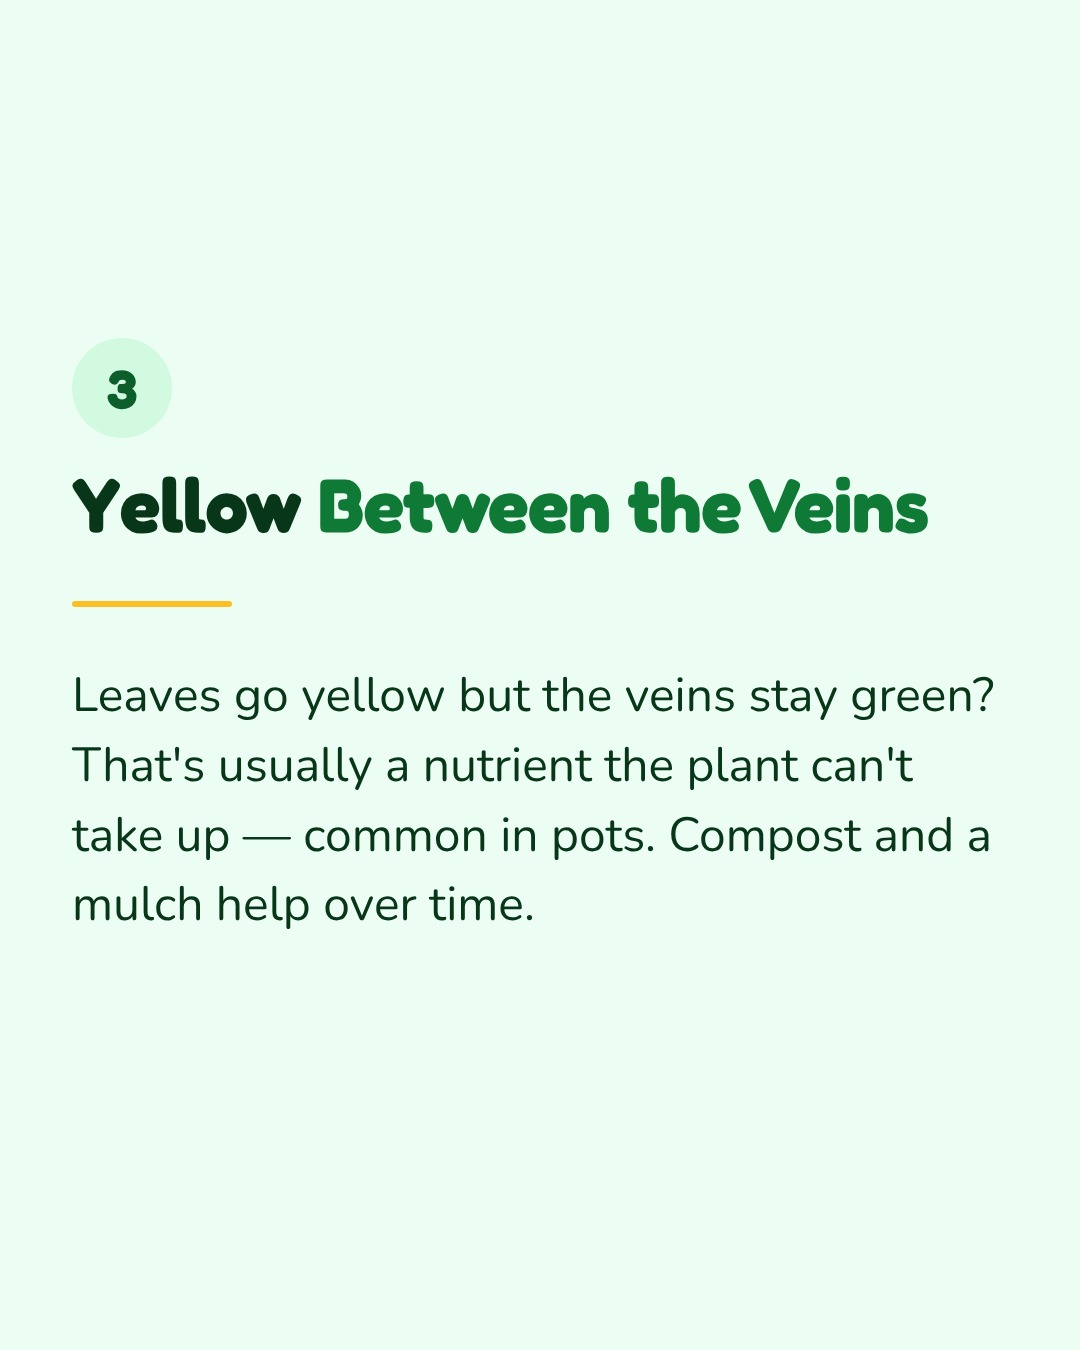 3
Yellow Between the Veins
Leaves go yellow but the veins stay green?
That's usually a nutrient the plant can't
take up — common in pots. Compost and a
mulch help over time.